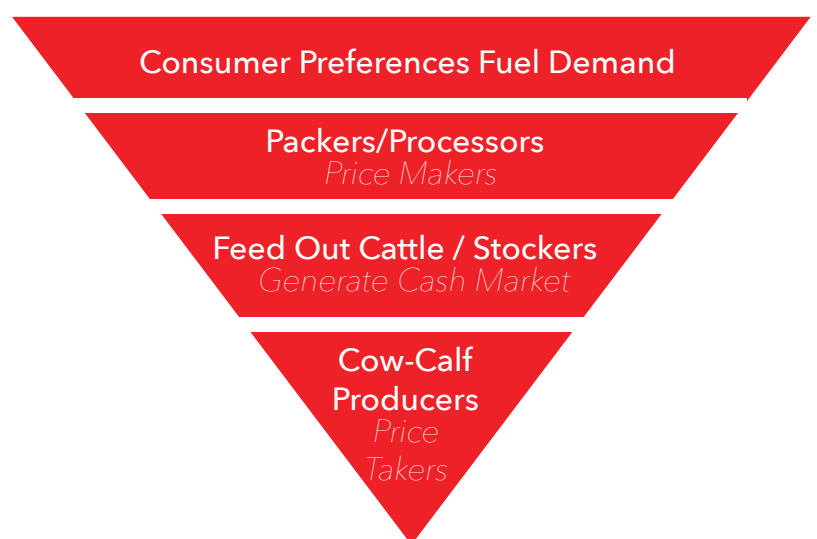 Consumer Preferences Fuel Demand
Packers/Processors
Price Makers
Feed Out Cattle / Stockers
Generate Cash Market
Cow-Calf
Producers
Price
Takers